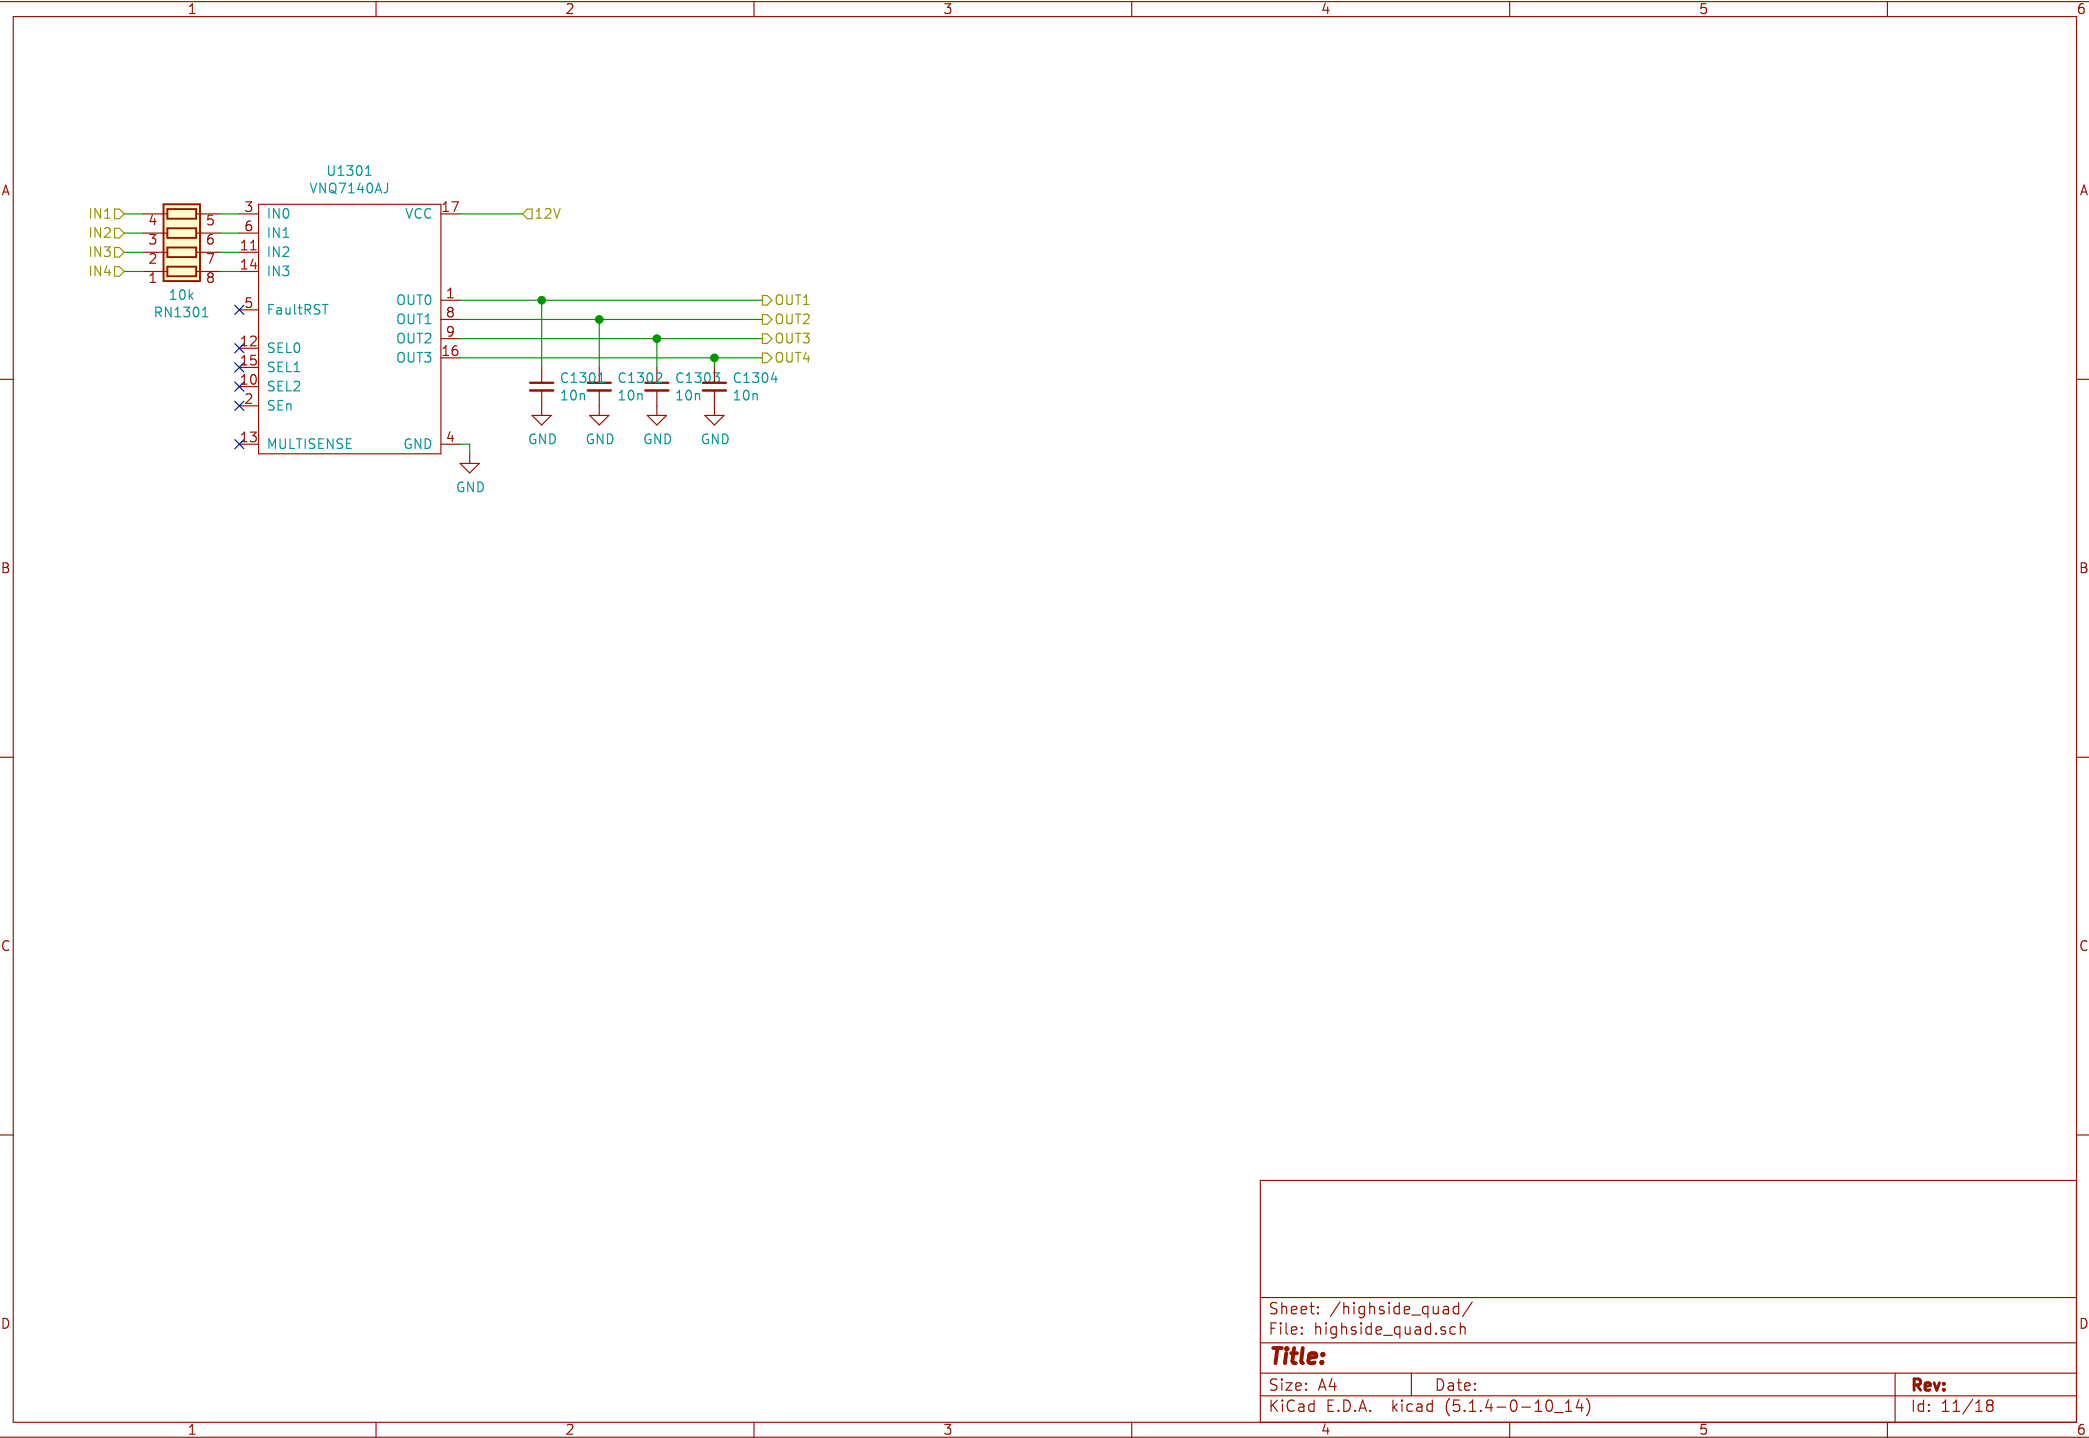 1 2 3 4 5 6
A A
U1301
VNQ7140AJ
IN1 4 5 3 IN0 VCC 17 12V
IN2 3 6 6 IN1
IN3 2 7 11 IN2
IN4 1 8 14 IN3
10k
RN1301
OUT0 1 OUT1
5 FaultRST
OUT1 8 OUT2
OUT2 9 OUT3
12 SEL0
OUT3 16 OUT4
15 SEL1
C1301 C1302 C1303 C1304
10 SEL2
10n 10n 10n 10n
2 SEn
GND GND GND GND
13 MULTISENSE GND 4
GND
B B
C C
D D
Sheet: /highside_quad/
File: highside_quad.sch
Title:
Size: A4 Date: Rev:
KiCad E.D.A. kicad (5.1.4-0-10_14) Id: 11/18
1 2 3 4 5 6